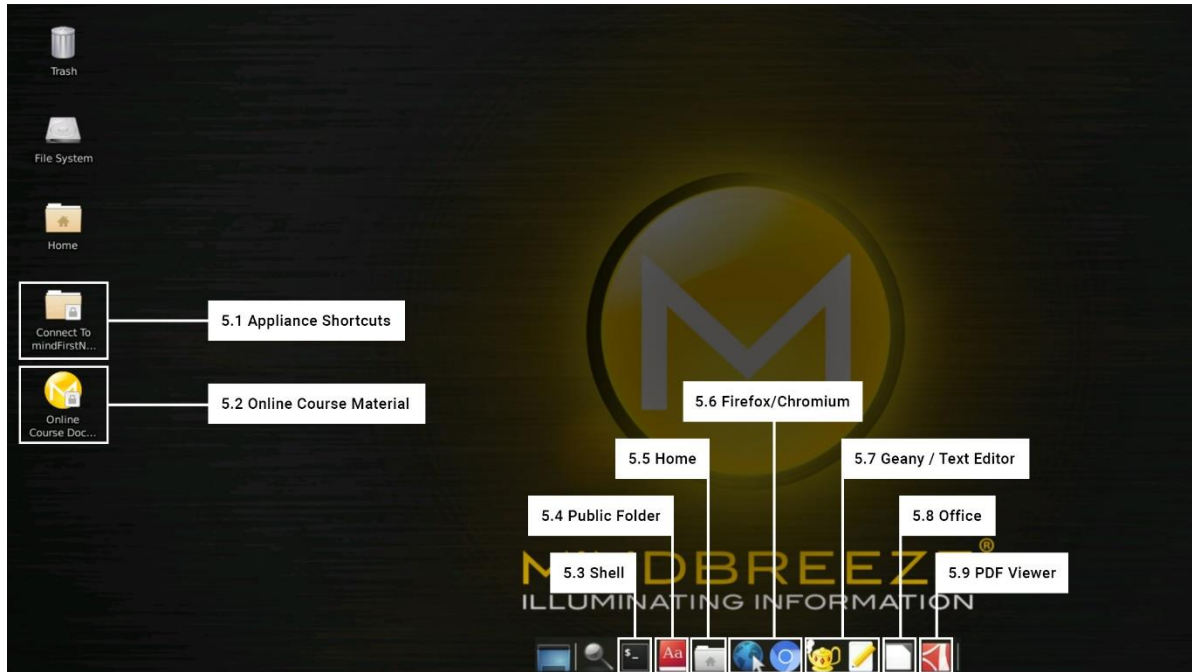 Trash
File System
Home
Connect To
mindFirstN...
5.1 Appliance Shortcuts
Online
Course Doc...
5.2 Online Course Material
5.6 Firefox/Chromium
5.5 Home
5.7 Geany / Text Editor
5.4 Public Folder
5.8 Office
5.3 Shell
5.9 PDF Viewer
M
DBREEZ
®
ILLUMINATING INFORMATION
$_
Aa